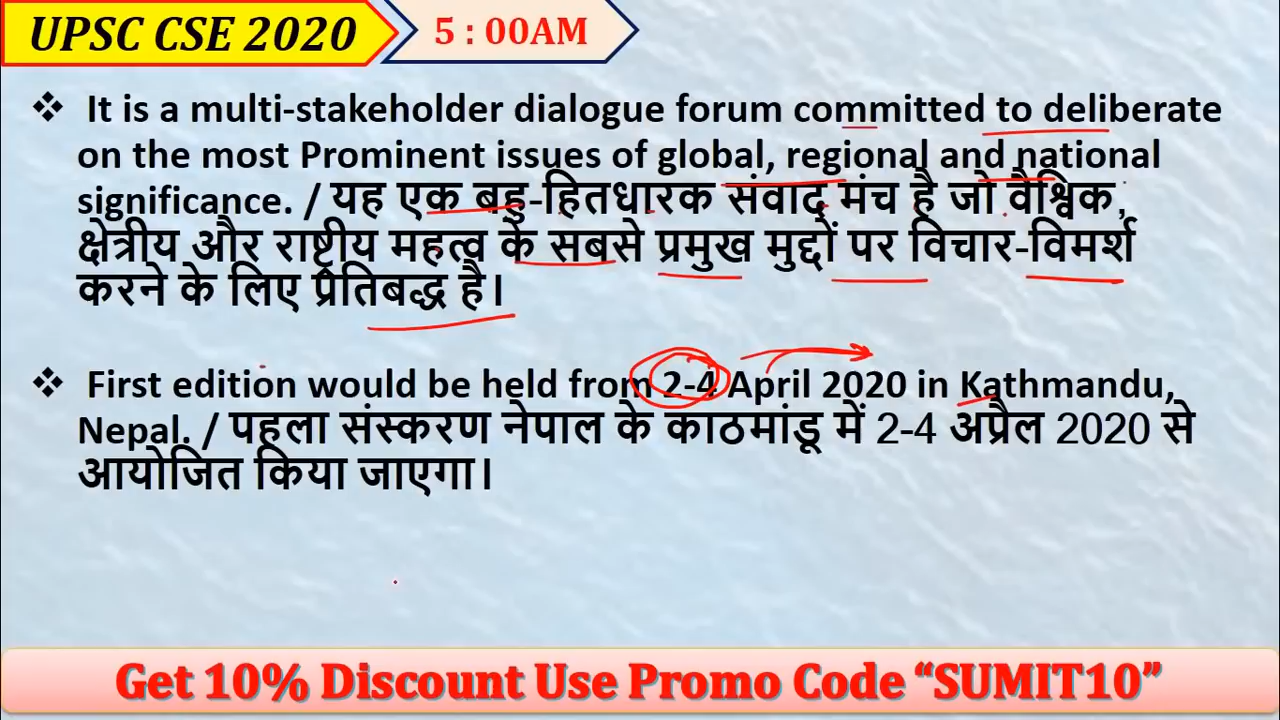 UPSC CSE 2020
5 : 00AM
❖ It is a multi-stakeholder dialogue forum committed to deliberate
on the most Prominent issues of global, regional and national
significance. / यह एक बहु-हितधारक संवाद मंच है जो वैश्विक,
क्षेत्रीय और राष्ट्रीय महत्व के सबसे प्रमुख मुद्दों पर विचार-विमर्श
करने के लिए प्रतिबद्ध है।
❖ First edition would be held from 2-4 April 2020 in Kathmandu,
Nepal. / पहला संस्करण नेपाल के काठमांडू में 2-4 अप्रैल 2020 से
आयोजित किया जाएगा।
Get 10% Discount Use Promo Code “SUMIT10”